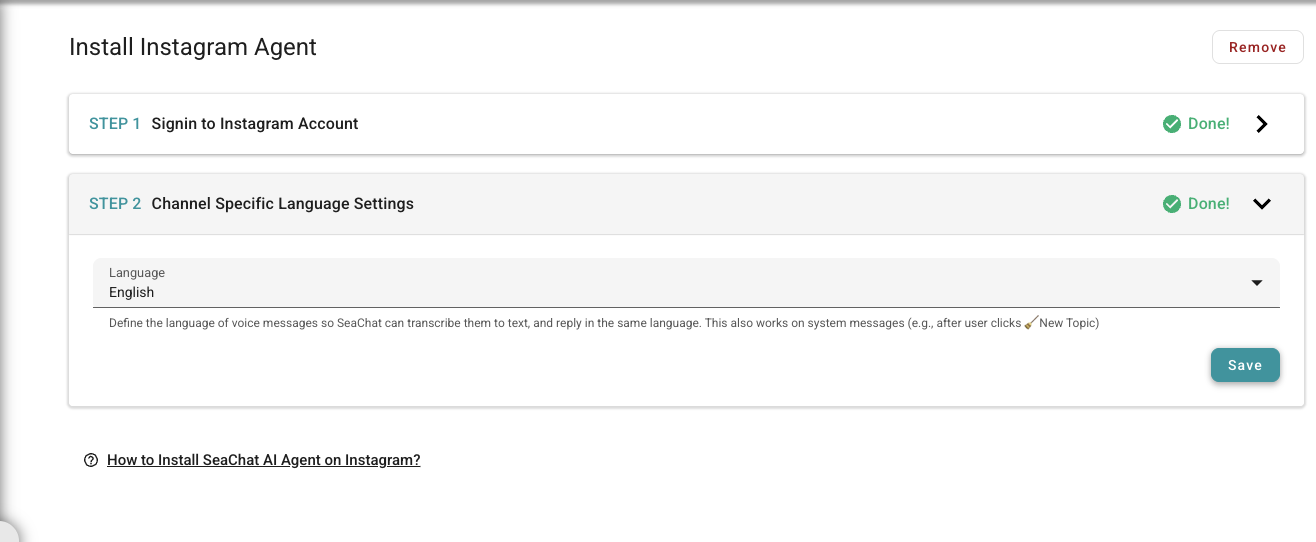 Install Instagram Agent
Remove
STEP 1 Signin to Instagram Account
Done!
STEP 2 Channel Specific Language Settings
Done!
Language
English
Define the language of voice messages so SeaChat can transcribe them to text, and reply in the same language. This also works on system messages (e.g., after user clicks 🧹New Topic)
Save
How to Install SeaChat AI Agent on Instagram?